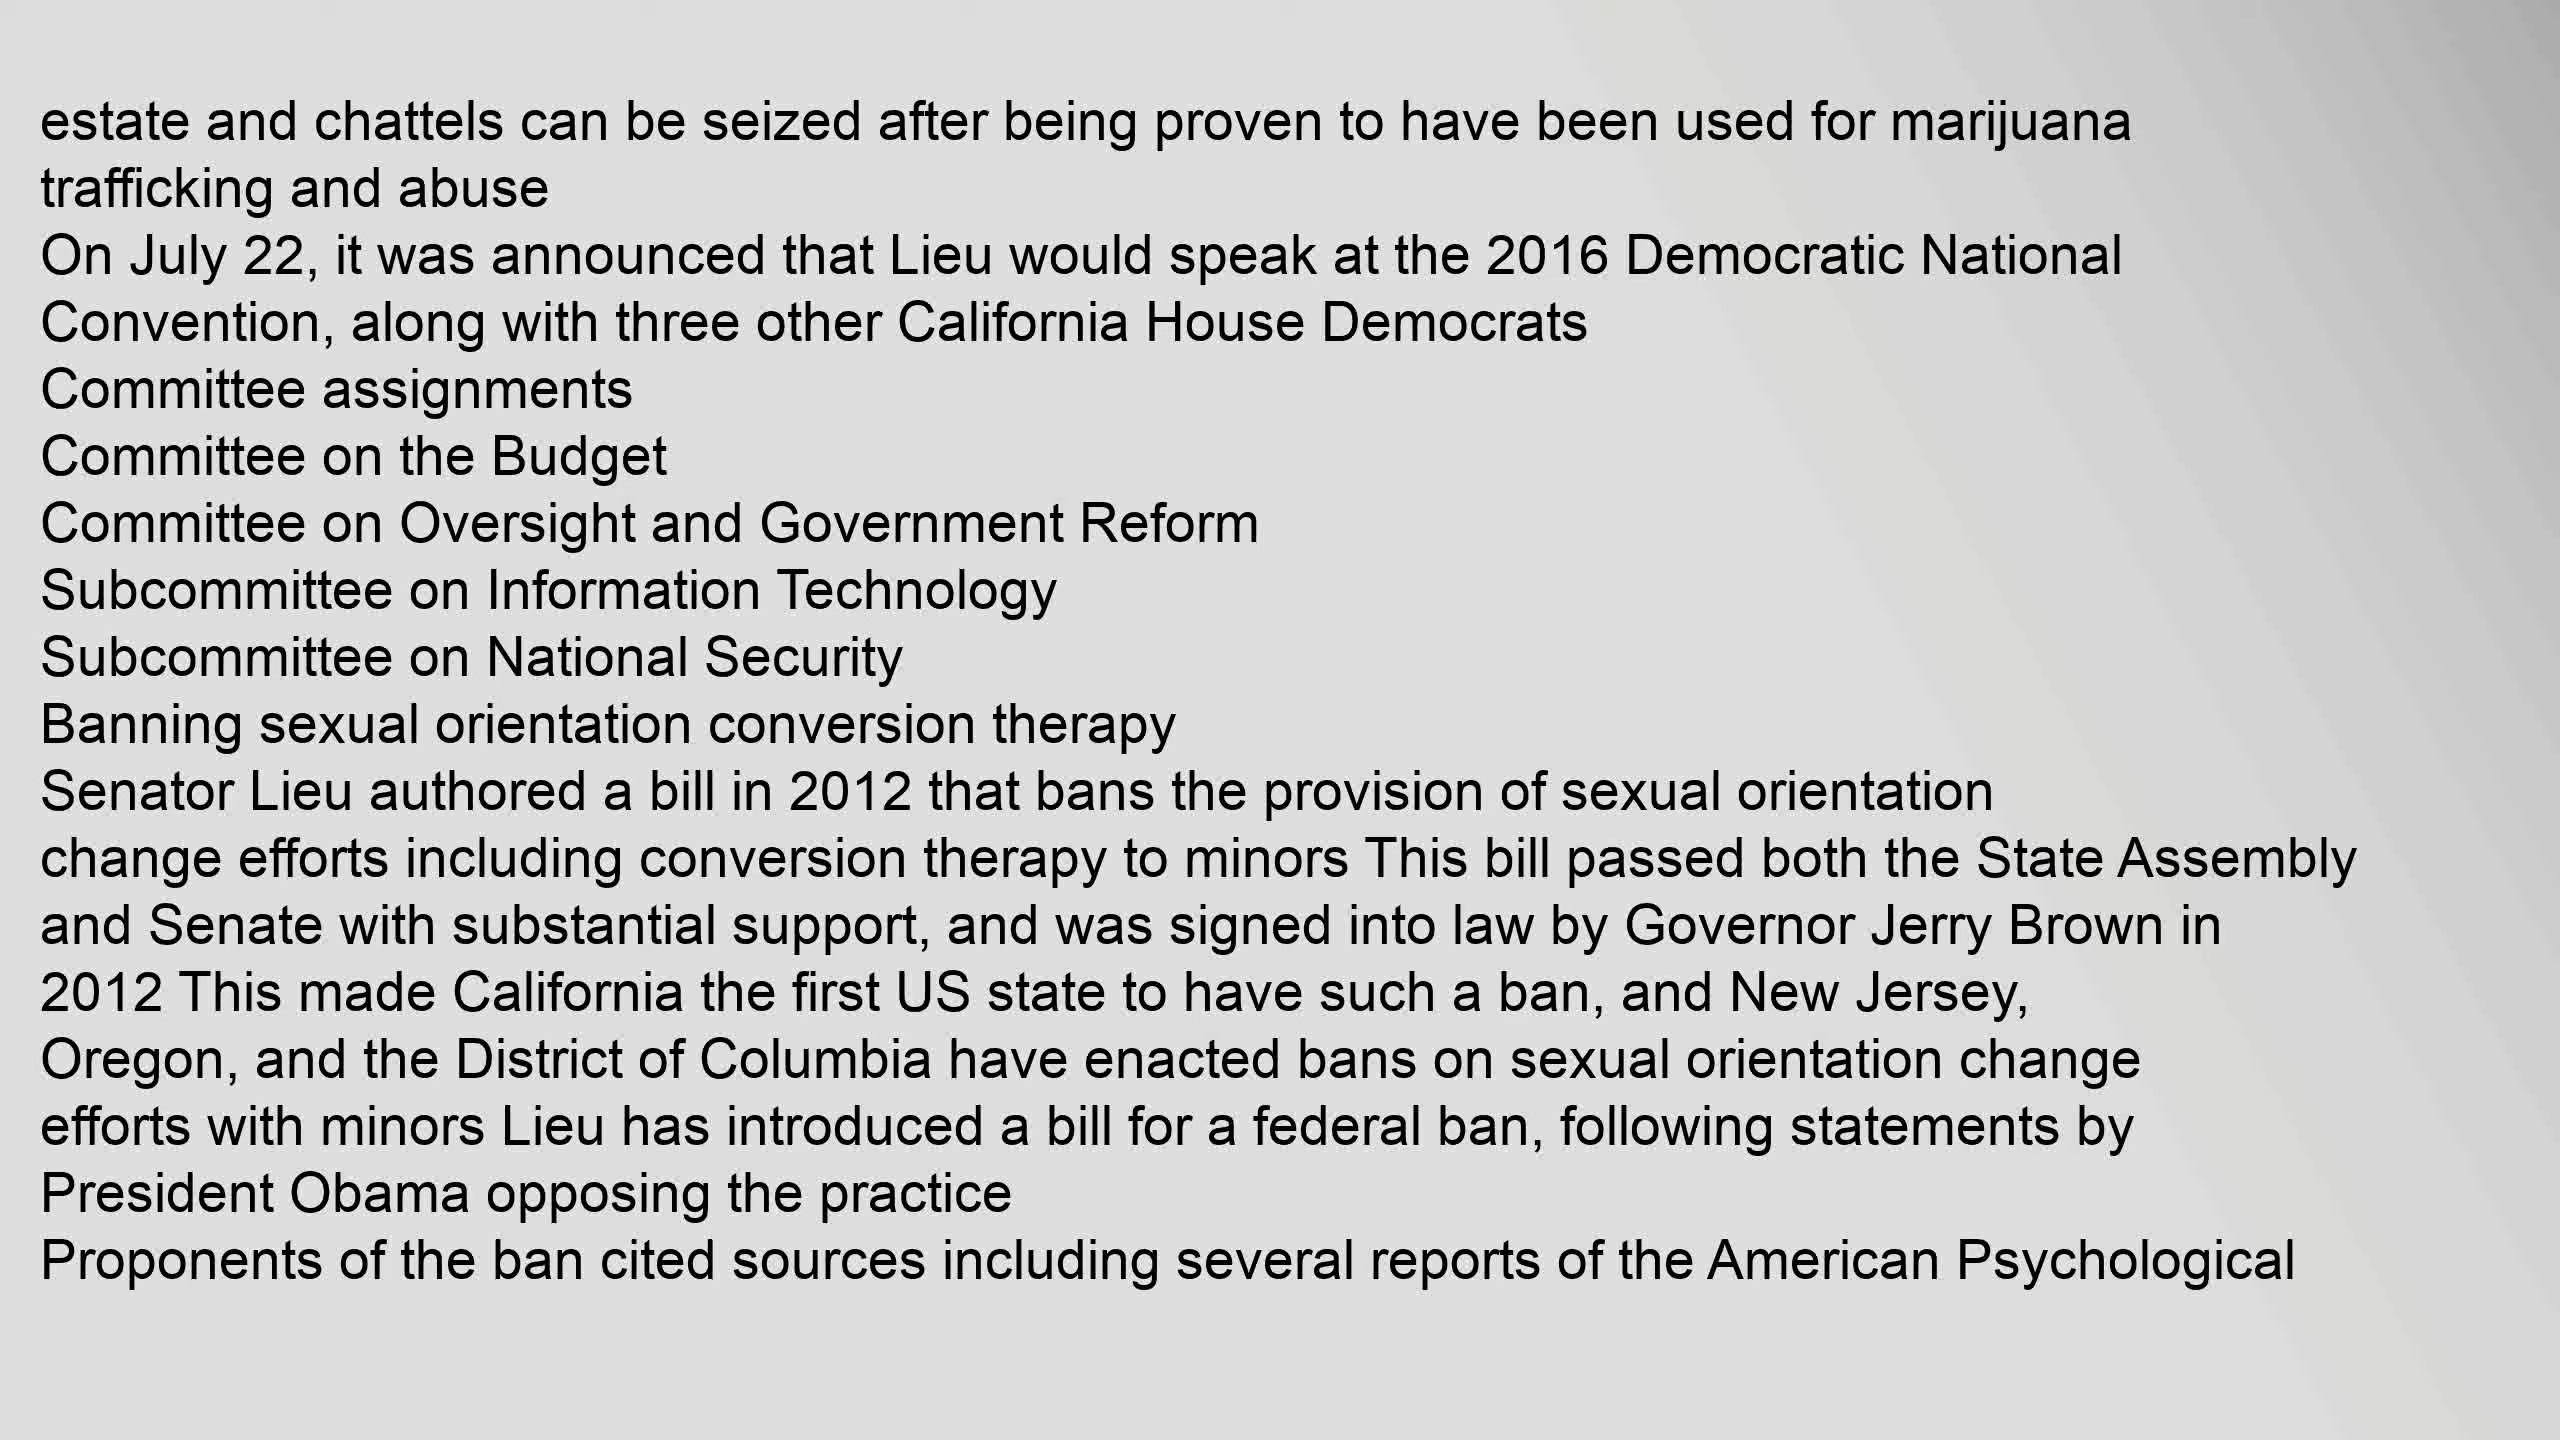 estate and chattels can be seized after being proven to have been used for marijuana
trafficking and abuse
On July 22, it was announced that Lieu would speak at the 2016 Democratic National
Convention, along with three other California House Democrats
Committee assignments
Committee on the Budget
Committee on Oversight and Government Reform
Subcommittee on Information Technology
Subcommittee on National Security
Banning sexual orientation conversion therapy
Senator Lieu authored a bill in 2012 that bans the provision of sexual orientation
change efforts including conversion therapy to minors This bill passed both the State Assembly
and Senate with substantial support, and was signed into law by Governor Jerry Brown in
2012 This made California the first US state to have such a ban, and New Jersey,
Oregon, and the District of Columbia have enacted bans on sexual orientation change
efforts with minors Lieu has introduced a bill for a federal ban, following statements by
President Obama opposing the practice
Proponents of the ban cited sources including several reports of the American Psychological